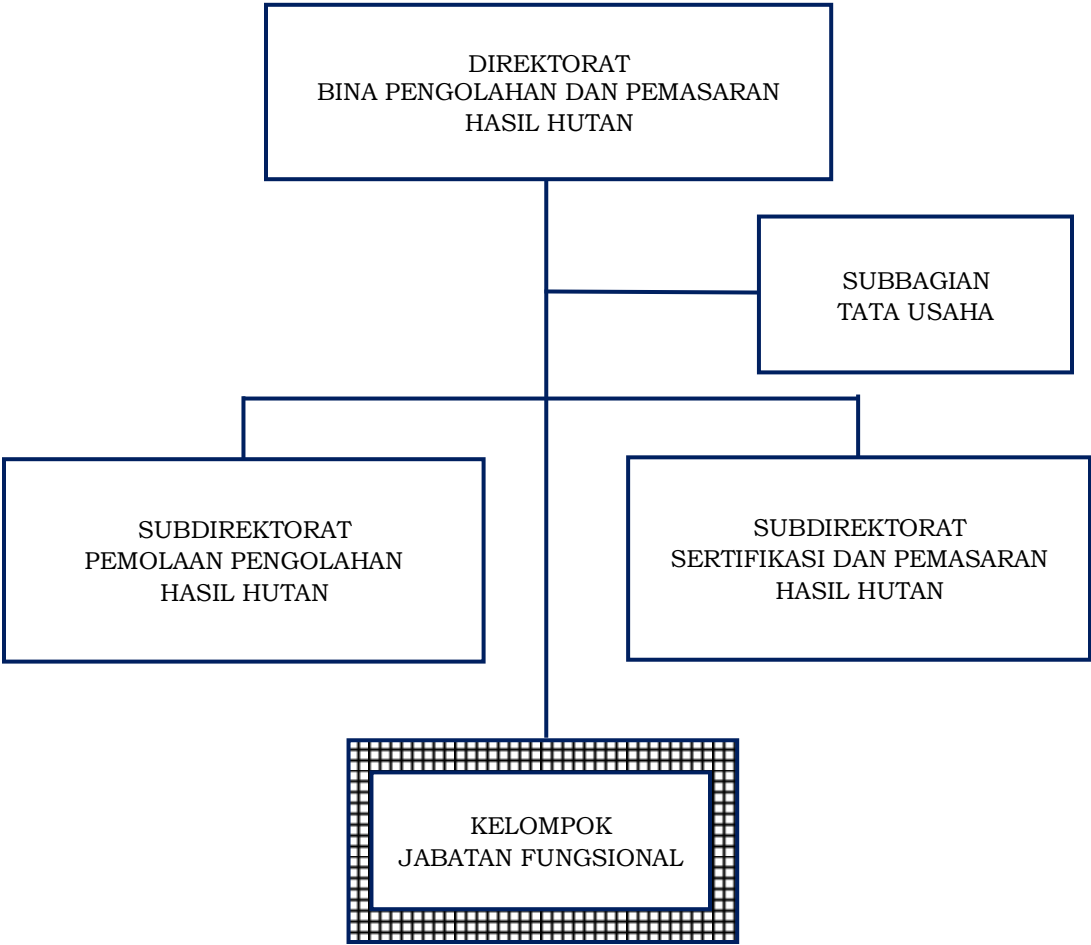 DIREKTORAT
BINA PENGOLAHAN DAN PEMASARAN
HASIL HUTAN
SUBBAGIAN
TATA USAHA
SUBDIREKTORAT
PEMOLAAN PENGOLAHAN
HASIL HUTAN
SUBDIREKTORAT
SERTIFIKASI DAN PEMASARAN
HASIL HUTAN
KELOMPOK
JABATAN FUNGSIONAL